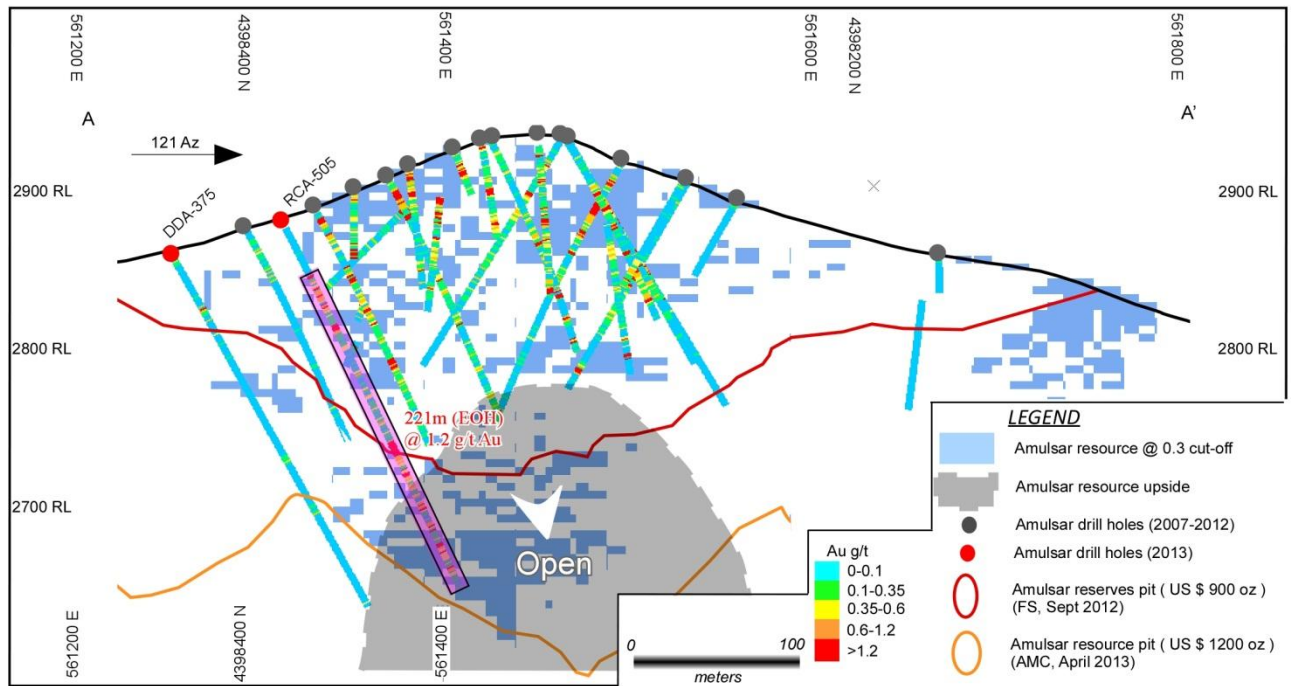 561200 E
4398400 N
561400 E
561600 E
4398200 N
561800 E
A
A'
121 Az
DDA-375
RCA-505
2900 RL
2900 RL
2800 RL
2800 RL
2700 RL
221m (EOH)
@ 1.2 g/t Au
Open
561200 E
4398400 N
561400 E
0
100
meters
Au g/t
0-0.1
0.1-0.35
0.35-0.6
0.6-1.2
>1.2
LEGEND
Amulsar resource @ 0.3 cut-off
Amulsar resource upside
Amulsar drill holes (2007-2012)
Amulsar drill holes (2013)
Amulsar reserves pit ( US $ 900 oz )
(FS, Sept 2012)
Amulsar resource pit ( US $ 1200 oz )
(AMC, April 2013)